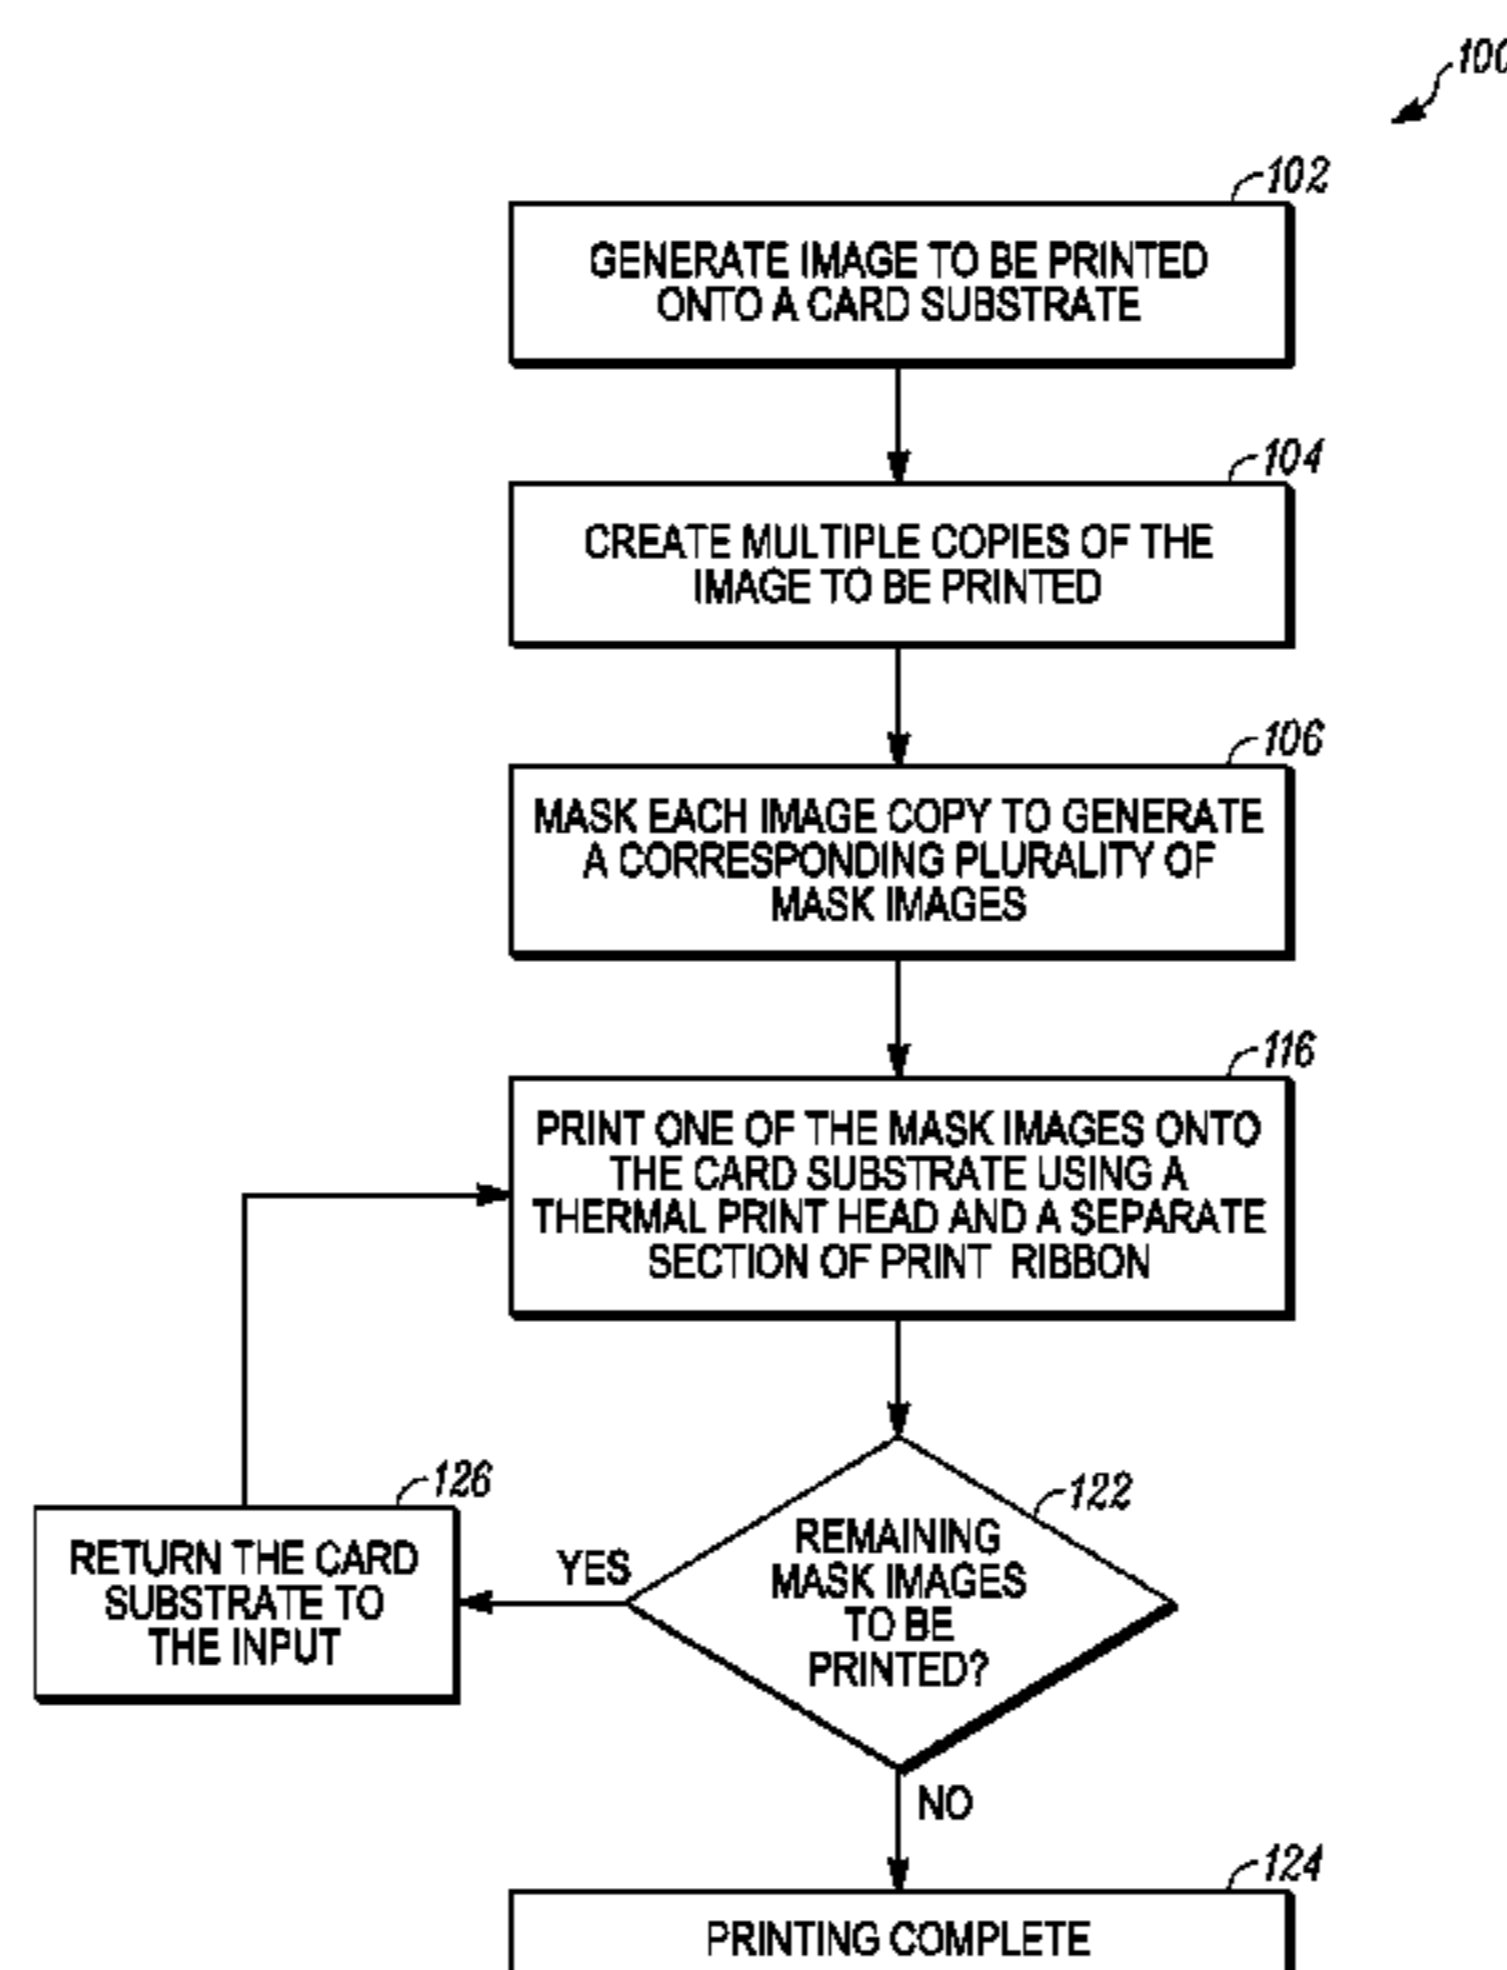 100
102
GENERATE IMAGE TO BE PRINTED
ONTO A CARD SUBSTRATE
104
CREATE MULTIPLE COPIES OF THE
IMAGE TO BE PRINTED
106
MASK EACH IMAGE COPY TO GENERATE
A CORRESPONDING PLURALITY OF
MASK IMAGES
116
PRINT ONE OF THE MASK IMAGES ONTO
THE CARD SUBSTRATE USING A
THERMAL PRINT HEAD AND A SEPARATE
SECTION OF PRINT RIBBON
126
RETURN THE CARD
SUBSTRATE TO
THE INPUT
YES
122
REMAINING
MASK IMAGES
TO BE
PRINTED?
NO
124
PRINTING COMPLETE